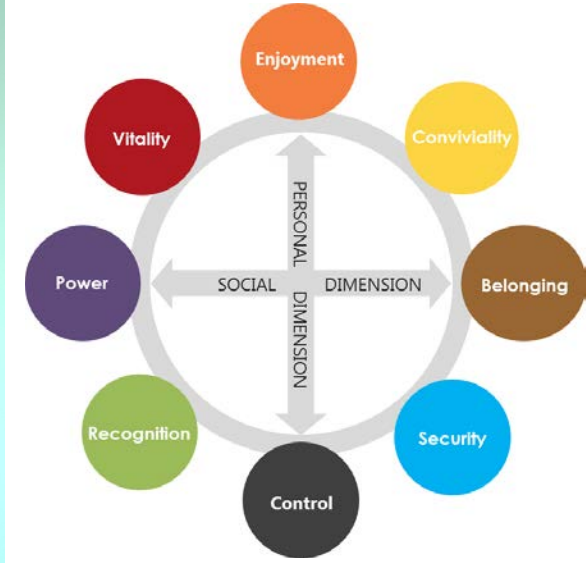 Enjoyment
Vitality
Conviviality
PERSONAL DIMENSION
Power
SOCIAL DIMENSION
Belonging
Recognition
Security
Control